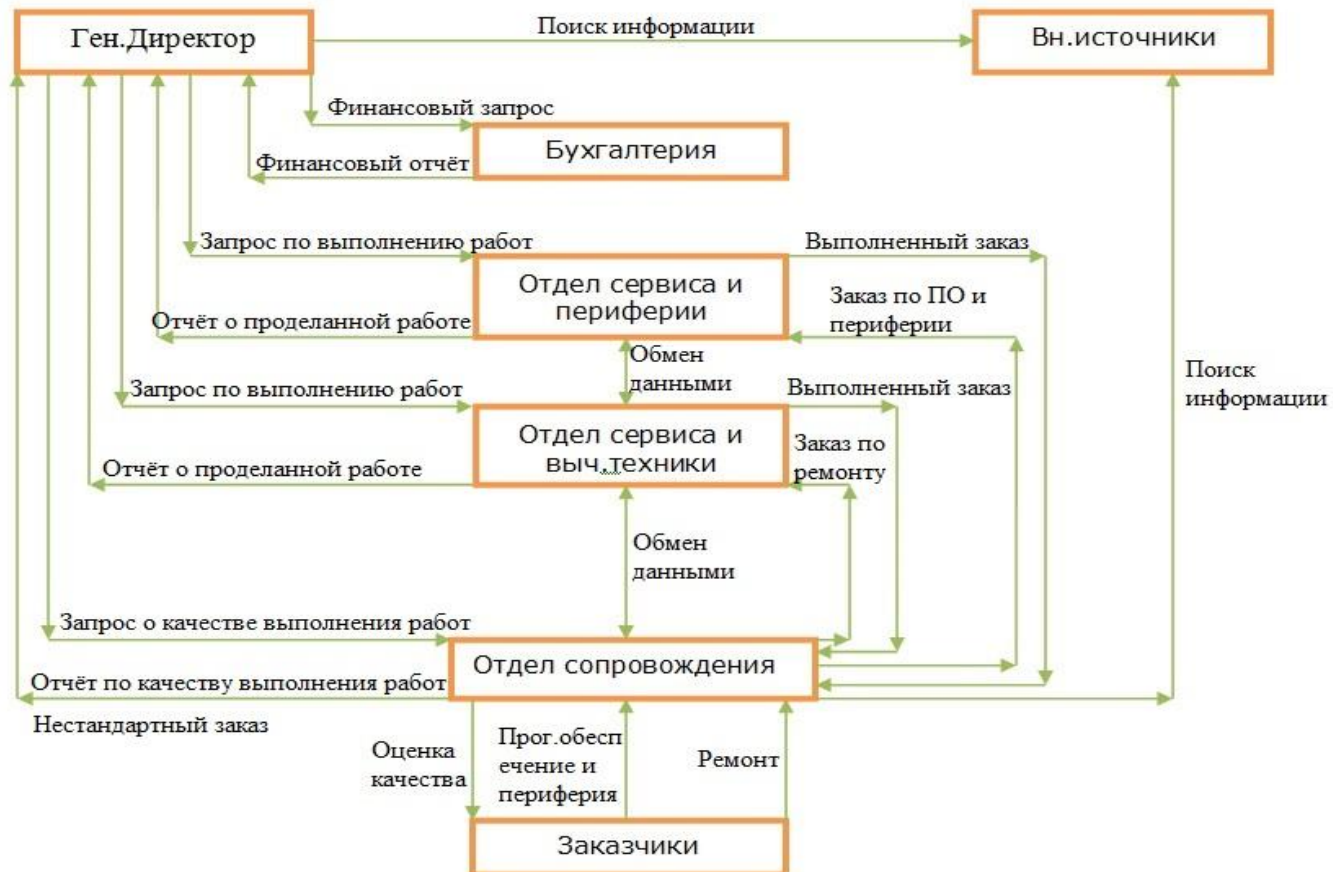 Ген.Директор
Поиск информации
Вн.источники
Финансовый запрос
Бухгалтерия
Финансовый отчёт
Запрос по выполнению работ
Выполненный заказ
Отдел сервиса и
периферии
Заказ по ПО и
периферии
Отчёт о проделанной работе
Обмен
данными
Поиск
информации
Запрос по выполнению работ
Выполненный заказ
Отдел сервиса и
выч.техники
Заказ по
ремонту
Отчёт о проделанной работе
Обмен
данными
Запрос о качестве выполнения работ
Отдел сопровождения
Отчёт по качеству выполнения работ
Нестандартный заказ
Оценка
качества
Прог.обесп
ечение и
периферия
Ремонт
Заказчики